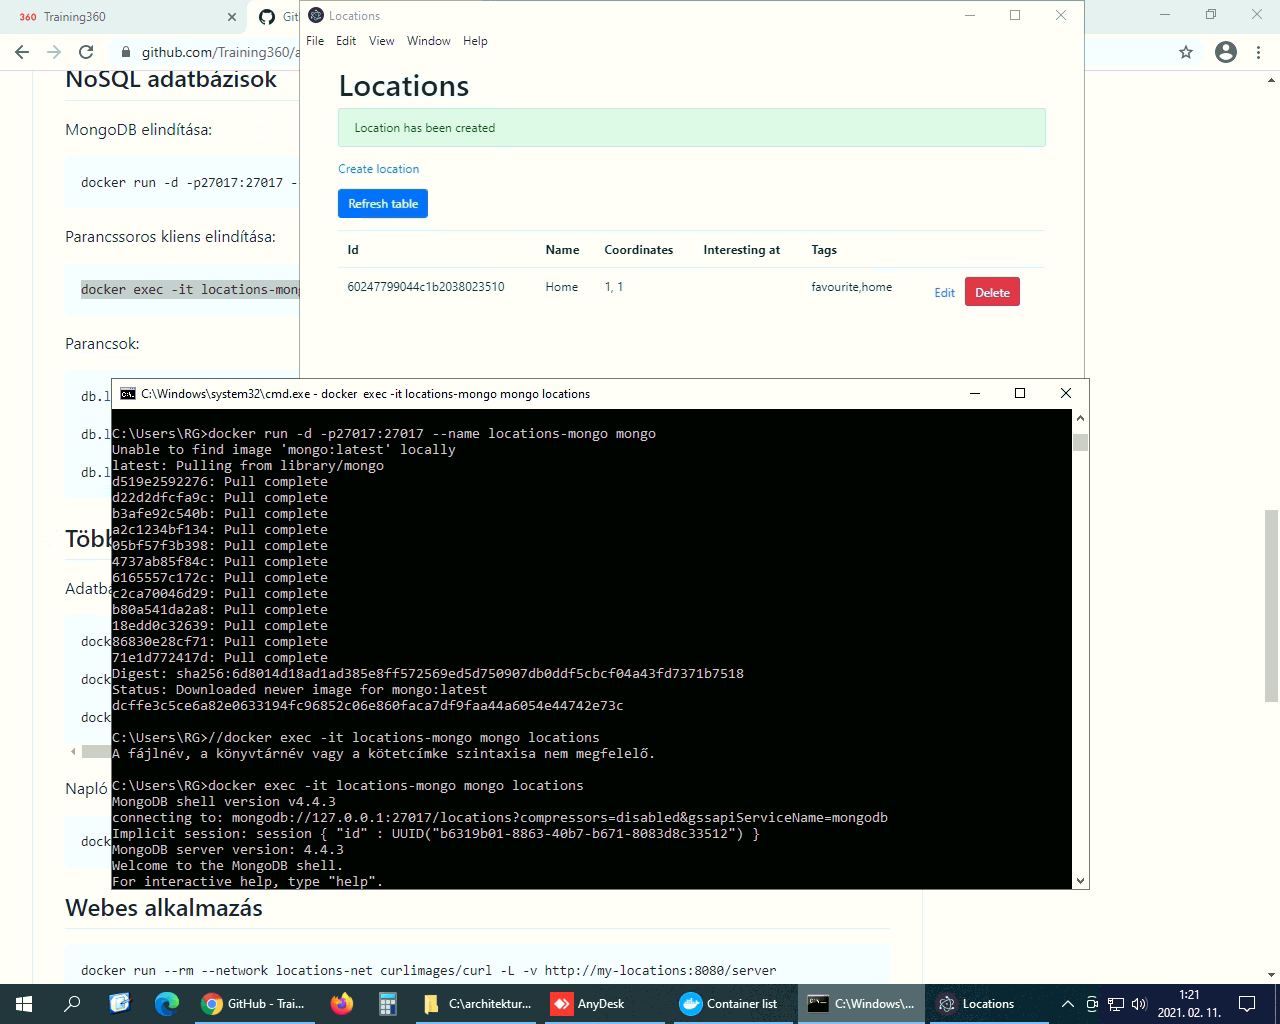 360 Training360
Git
Locations
github.com/Training360/a
File Edit View Window Help
NoSQL adatbázisok
MongoDB elindítása:
docker run -d -p27017:27017 -
Parancssoros kliens elindítása:
docker exec -it locations-mong
Parancsok:
db.l
db.l
db.l
Több
Adatbá
dock
dock
dock
Napló
dock
Locations
Location has been created
Create location
Refresh table
Id Name Coordinates Interesting at Tags
60247799044c1b2038023510 Home 1, 1 favourite,home Edit Delete
C:\Windows\system32\cmd.exe - docker exec -it locations-mongo mongo locations
C:\Users\RG>docker run -d -p27017:27017 --name locations-mongo mongo
Unable to find image 'mongo:latest' locally
latest: Pulling from library/mongo
d519e2592276: Pull complete
d22d2dfcfa9c: Pull complete
b3afe92c540b: Pull complete
a2c1234bf134: Pull complete
05bf57f3b398: Pull complete
4737ab85f84c: Pull complete
6165557c172c: Pull complete
c2ca70046d29: Pull complete
b80a541da2a8: Pull complete
18edd0c32639: Pull complete
86830e28cf71: Pull complete
71e1d772417d: Pull complete
Digest: sha256:6d8014d18ad1ad385e8ff572569ed5d750907db0ddf5cbcf04a43fd7371b7518
Status: Downloaded newer image for mongo:latest
dcffe3c5ce6a82e0633194fc96852c06e860faca7df9faa44a6054e44742e73c
C:\Users\RG>//docker exec -it locations-mongo mongo locations
A fájlnév, a könyvtárnév vagy a kötetcímke szintaxisa nem megfelelő.
C:\Users\RG>docker exec -it locations-mongo mongo locations
MongoDB shell version v4.4.3
connecting to: mongodb://127.0.0.1:27017/locations?compressors=disabled&gssapiServiceName=mongodb
Implicit session: session { "id" : UUID("b6319b01-8863-40b7-b671-8083d8c33512") }
MongoDB server version: 4.4.3
Welcome to the MongoDB shell.
For interactive help, type "help".
Webes alkalmazás
docker run --rm --network locations-net curlimages/curl -L -v http://my-locations:8080/server
GitHub - Trai... C:\architektur... AnyDesk Container list C:\Windows\... Locations
1:21
2021. 02. 11.